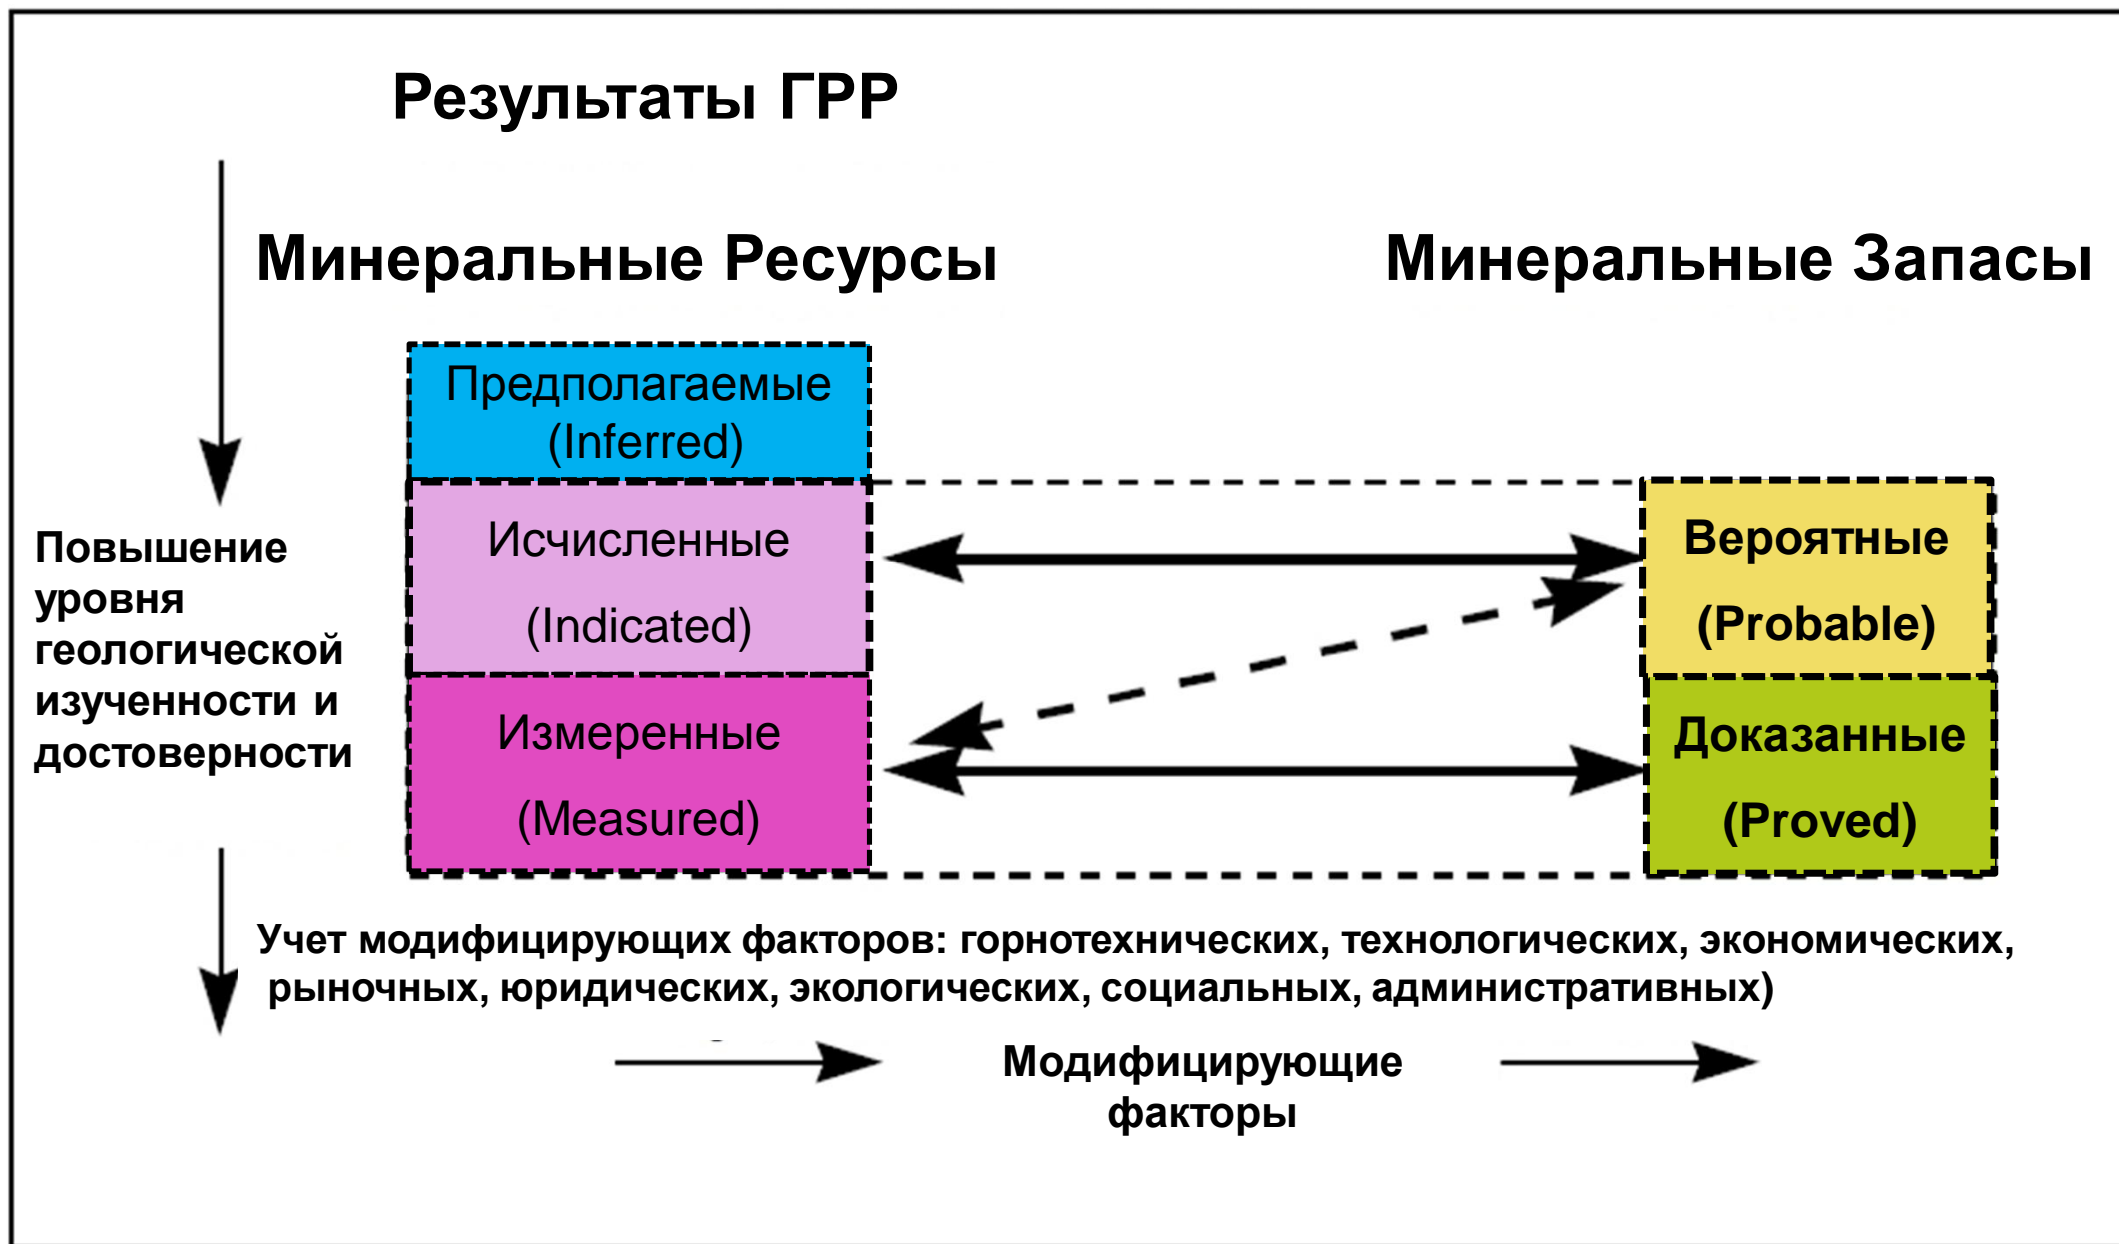 Результаты ГРР
Минеральные Ресурсы
Минеральные Запасы
Предполагаемые
(Inferred)
Исчисленные
(Indicated)
Измеренные
(Measured)
Вероятные
(Probable)
Доказанные
(Proved)
Повышение
уровня
геологической
изученности и
достоверности
Учет модифицирующих факторов: горнотехнических, технологических, экономических,
рыночных, юридических, экологических, социальных, административных)
Модифицирующие
факторы